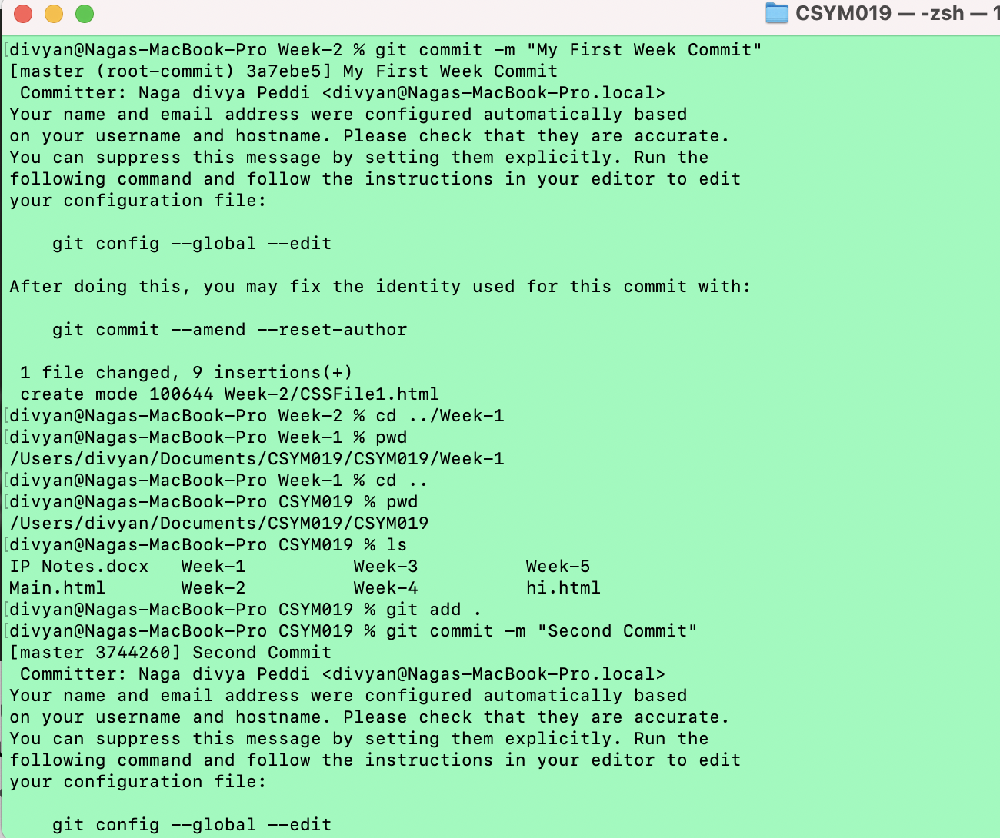 CSYM019 — -zsh — 1
[divyan@Nagas-MacBook-Pro Week-2 % git commit -m "My First Week Commit"
[master (root-commit) 3a7ebe5] My First Week Commit
 Committer: Naga divya Peddi <divyan@Nagas-MacBook-Pro.local>
Your name and email address were configured automatically based
on your username and hostname. Please check that they are accurate.
You can suppress this message by setting them explicitly. Run the
following command and follow the instructions in your editor to edit
your configuration file:
    git config --global --edit
After doing this, you may fix the identity used for this commit with:
    git commit --amend --reset-author
 1 file changed, 9 insertions(+)
 create mode 100644 Week-2/CSSFile1.html
[divyan@Nagas-MacBook-Pro Week-2 % cd ../Week-1
[divyan@Nagas-MacBook-Pro Week-1 % pwd
/Users/divyan/Documents/CSYM019/CSYM019/Week-1
[divyan@Nagas-MacBook-Pro Week-1 % cd ..
[divyan@Nagas-MacBook-Pro CSYM019 % pwd
/Users/divyan/Documents/CSYM019/CSYM019
[divyan@Nagas-MacBook-Pro CSYM019 % ls
IP Notes.docx   Week-1          Week-3          Week-5
Main.html       Week-2          Week-4          hi.html
[divyan@Nagas-MacBook-Pro CSYM019 % git add .
[divyan@Nagas-MacBook-Pro CSYM019 % git commit -m "Second Commit"
[master 3744260] Second Commit
 Committer: Naga divya Peddi <divyan@Nagas-MacBook-Pro.local>
Your name and email address were configured automatically based
on your username and hostname. Please check that they are accurate.
You can suppress this message by setting them explicitly. Run the
following command and follow the instructions in your editor to edit
your configuration file:
    git config --global --edit